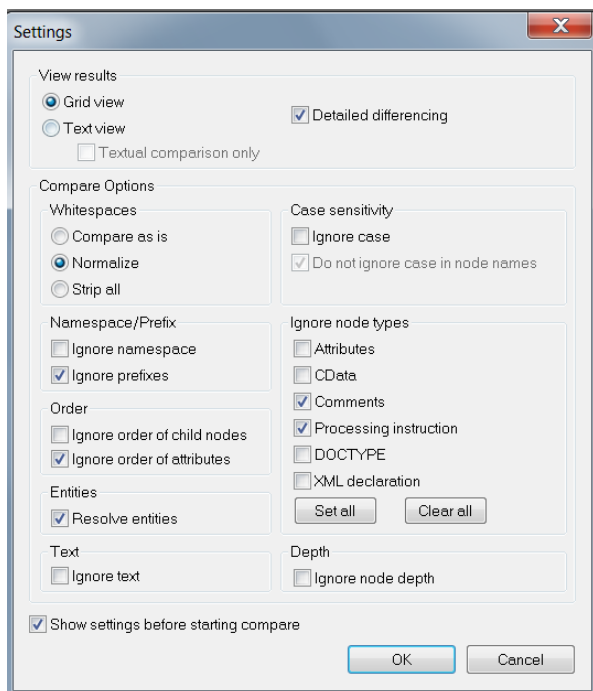 Settings
View results
Grid view
Detailed differencing
Text view
Textual comparison only
Compare Options
Whitespaces
Compare as is
Normalize
Strip all
Case sensitivity
Ignore case
Do not ignore case in node names
Namespace/Prefix
Ignore namespace
Ignore prefixes
Order
Ignore order of child nodes
Ignore order of attributes
Entities
Resolve entities
Text
Ignore text
Ignore node types
Attributes
CData
Comments
Processing instruction
DOCTYPE
XML declaration
Set all
Clear all
Depth
Ignore node depth
Show settings before starting compare
OK
Cancel